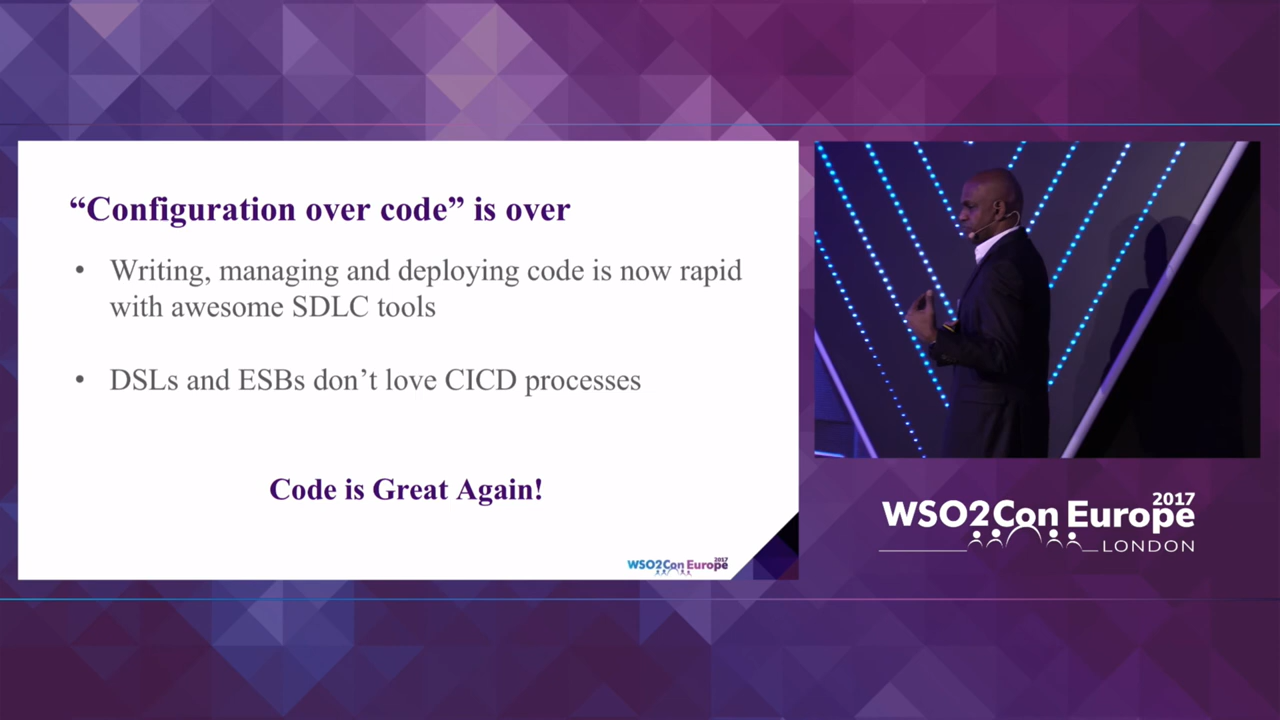 “Configuration over code” is over
• Writing, managing and deploying code is now rapid
with awesome SDLC tools
• DSLs and ESBs don’t love CICD processes
Code is Great Again!
WSO2Con Europe 2017
WSO2Con Europe 2017
LONDON